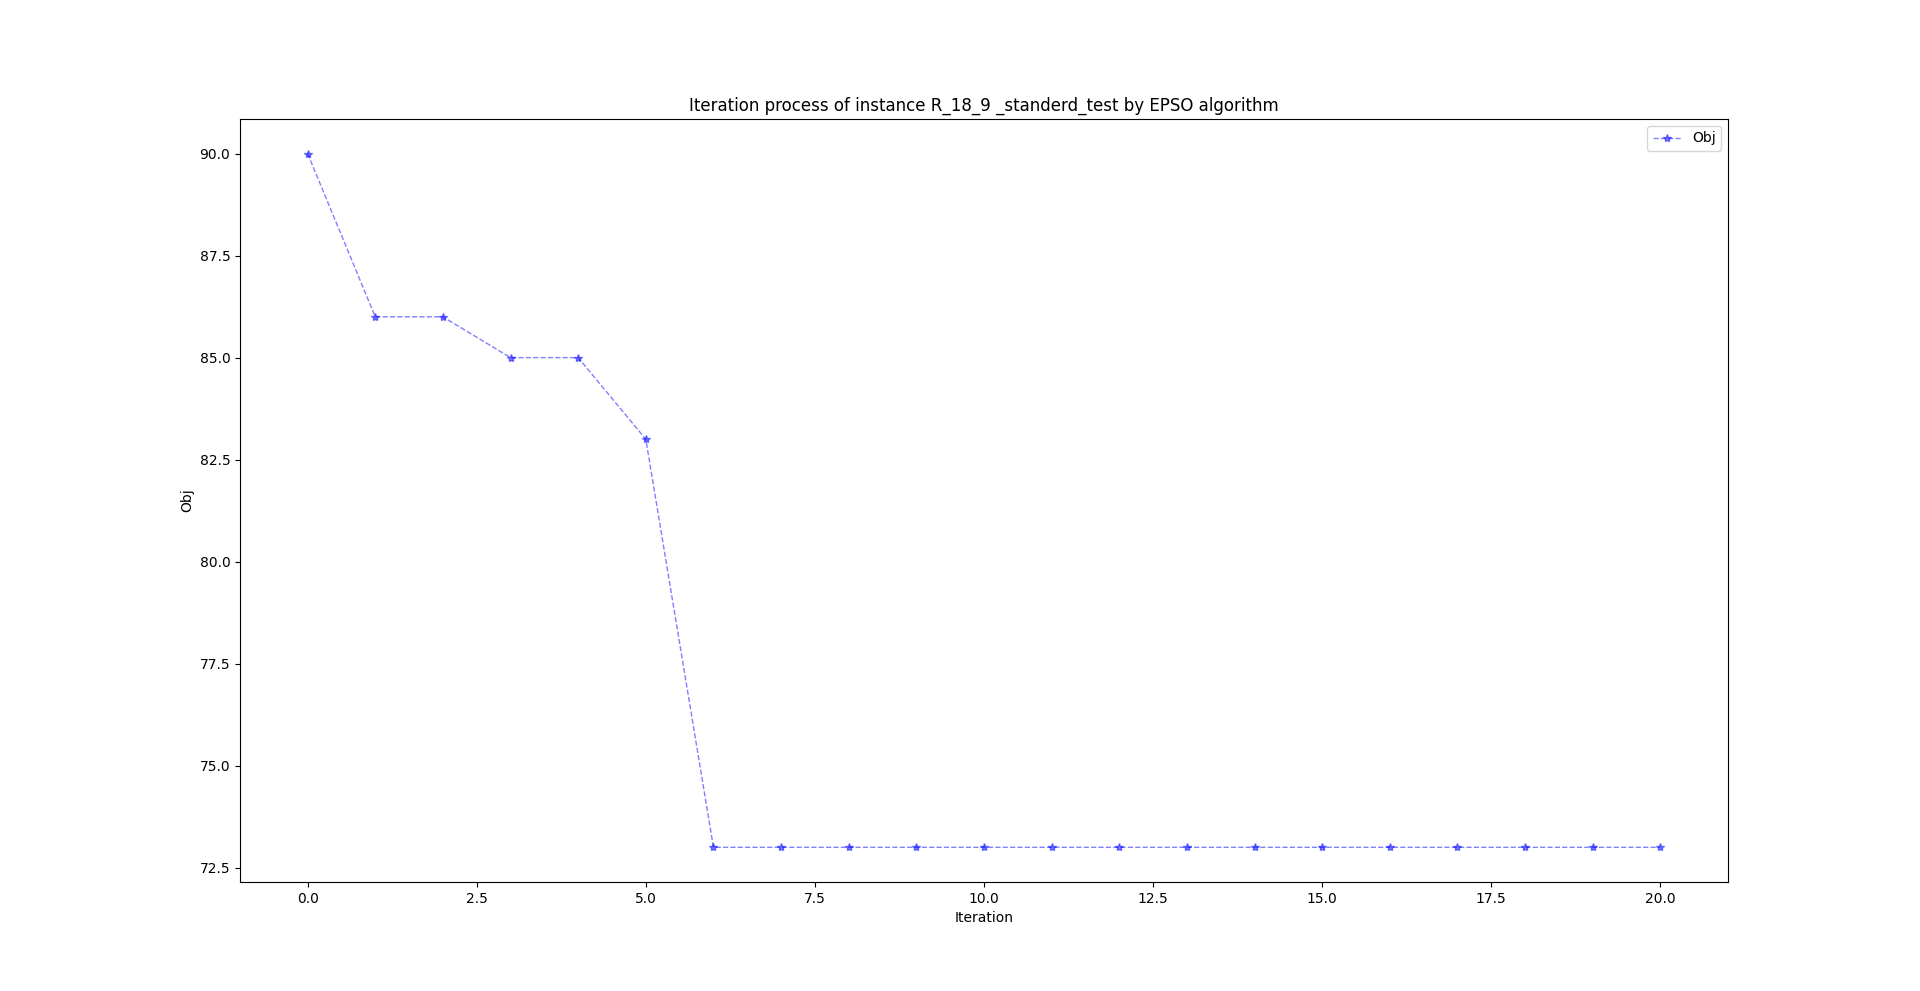 Iteration process of instance R_18_9 _standerd_test by EPSO algorithm
Obj
90.0
87.5
85.0
82.5
80.0
77.5
75.0
72.5
Obj
0.0 2.5 5.0 7.5 10.0 12.5 15.0 17.5 20.0
Iteration